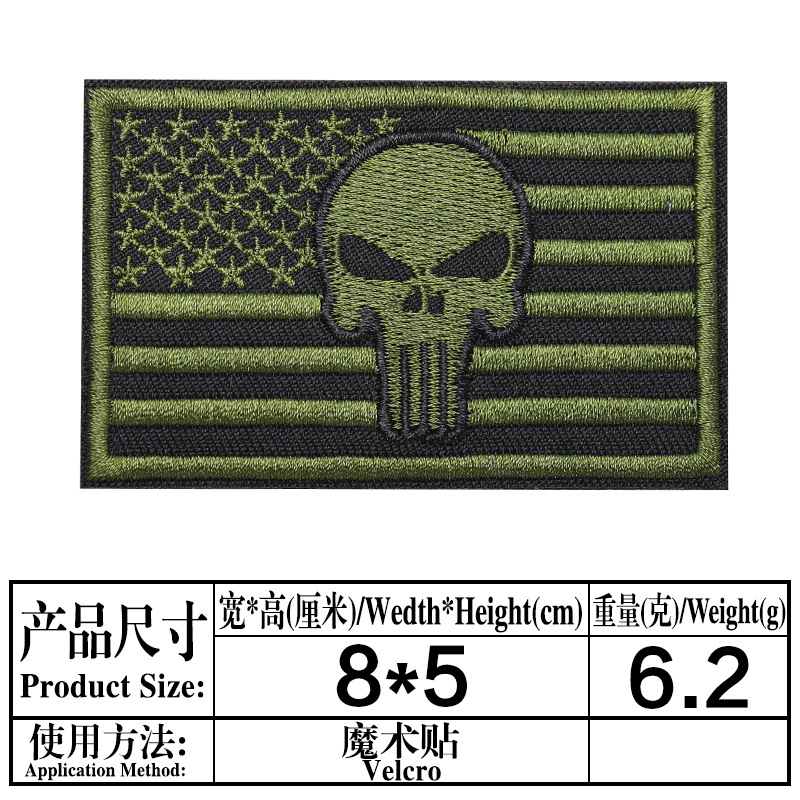 产品尺寸
Product Size:
宽*高(厘米)/Wedth*Height(cm)
重量(克)/Weight(g)
8*5
6.2
使用方法:
Application Method:
魔术贴
Velcro